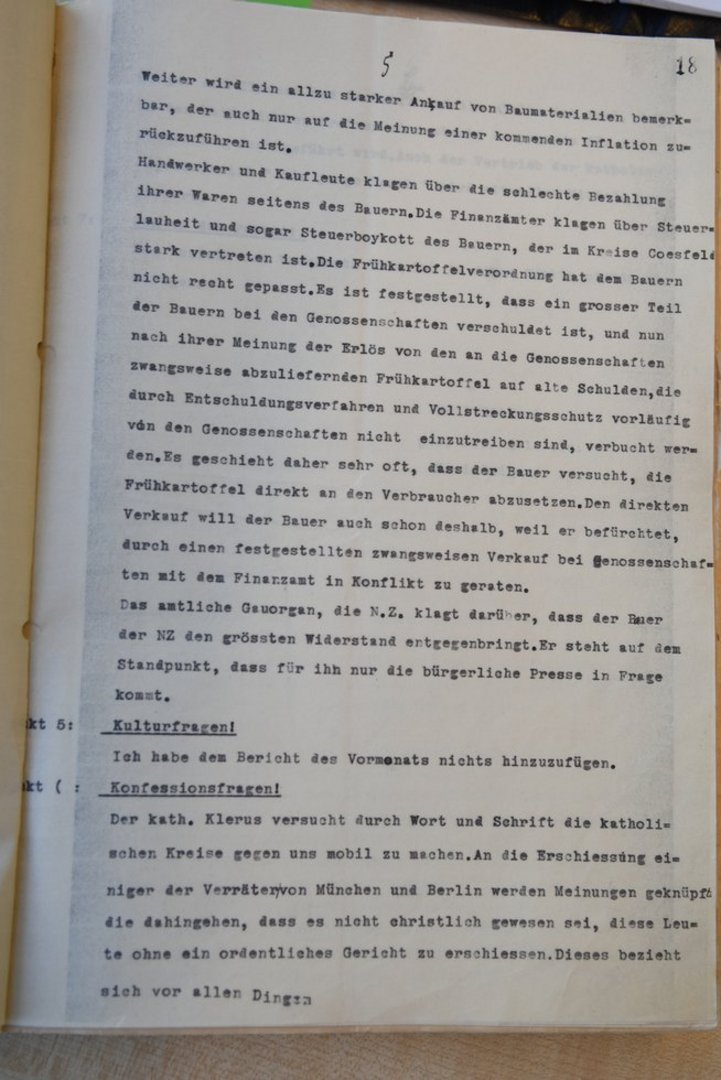 5
18
Weiter wird ein allzu starker Ankauf von Baumaterialien bemerk=
bar, der auch nur auf die Meinung einer kommenden Inflation zu=
rückzuführen ist.
Handwerker und Kaufleute klagen über die schlechte Bezahlung
ihrer Waren seitens des Bauern.Die Finanzämter klagen über Steuer=
lauheit und sogar Steuerboykott des Bauern, der im Kreise Coesfeld
stark vertreten ist.Die Frühkartoffelverordnung hat dem Bauern
nicht recht gepasst.Es ist festgestellt, dass ein grosser Teil
der Bauern bei den Genossenschaften verschuldet ist, und nun
nach ihrer Meinung der Erlös von den an die Genossenschaften
zwangsweise abzuliefernden Frühkartoffel auf alte Schulden,die
durch Entschuldungsverfahren und Vollstreckungsschutz vorläufig
von den Genossenschaften nicht einzutreiben sind, verbucht wer=
den.Es geschieht daher sehr oft, dass der Bauer versucht, die
Frühkartoffel direkt an den Verbraucher abzusetzen.Den direkten
Verkauf will der Bauer auch schon deshalb, weil er befürchtet,
durch einen festgestellten zwangsweisen Verkauf bei Genossenschaf=
ten mit dem Finanzamt in Konflikt zu geraten.
Das amtliche Gauorgan, die N.Z. klagt darüber, dass der Bauer
der NZ den grössten Widerstand entgegenbringt.Er steht auf dem
Standpunkt, dass für ihn nur die bürgerliche Presse in Frage
kommt.
kt 5: Kulturfragen!
Ich habe dem Bericht des Vormonats nichts hinzuzufügen.
kt ( : Konfessionsfragen!
Der kath. Klerus versucht durch Wort und Schrift die katholi=
schen Kreise gegen uns mobil zu machen.An die Erschiessung ei=
niger der Verräter/von München und Berlin werden Meinungen geknüpft
die dahingehen, dass es nicht christlich gewesen sei, diese Leu=
te ohne ein ordentliches Gericht zu erschiessen.Dieses bezieht
sich vor allen Dingen